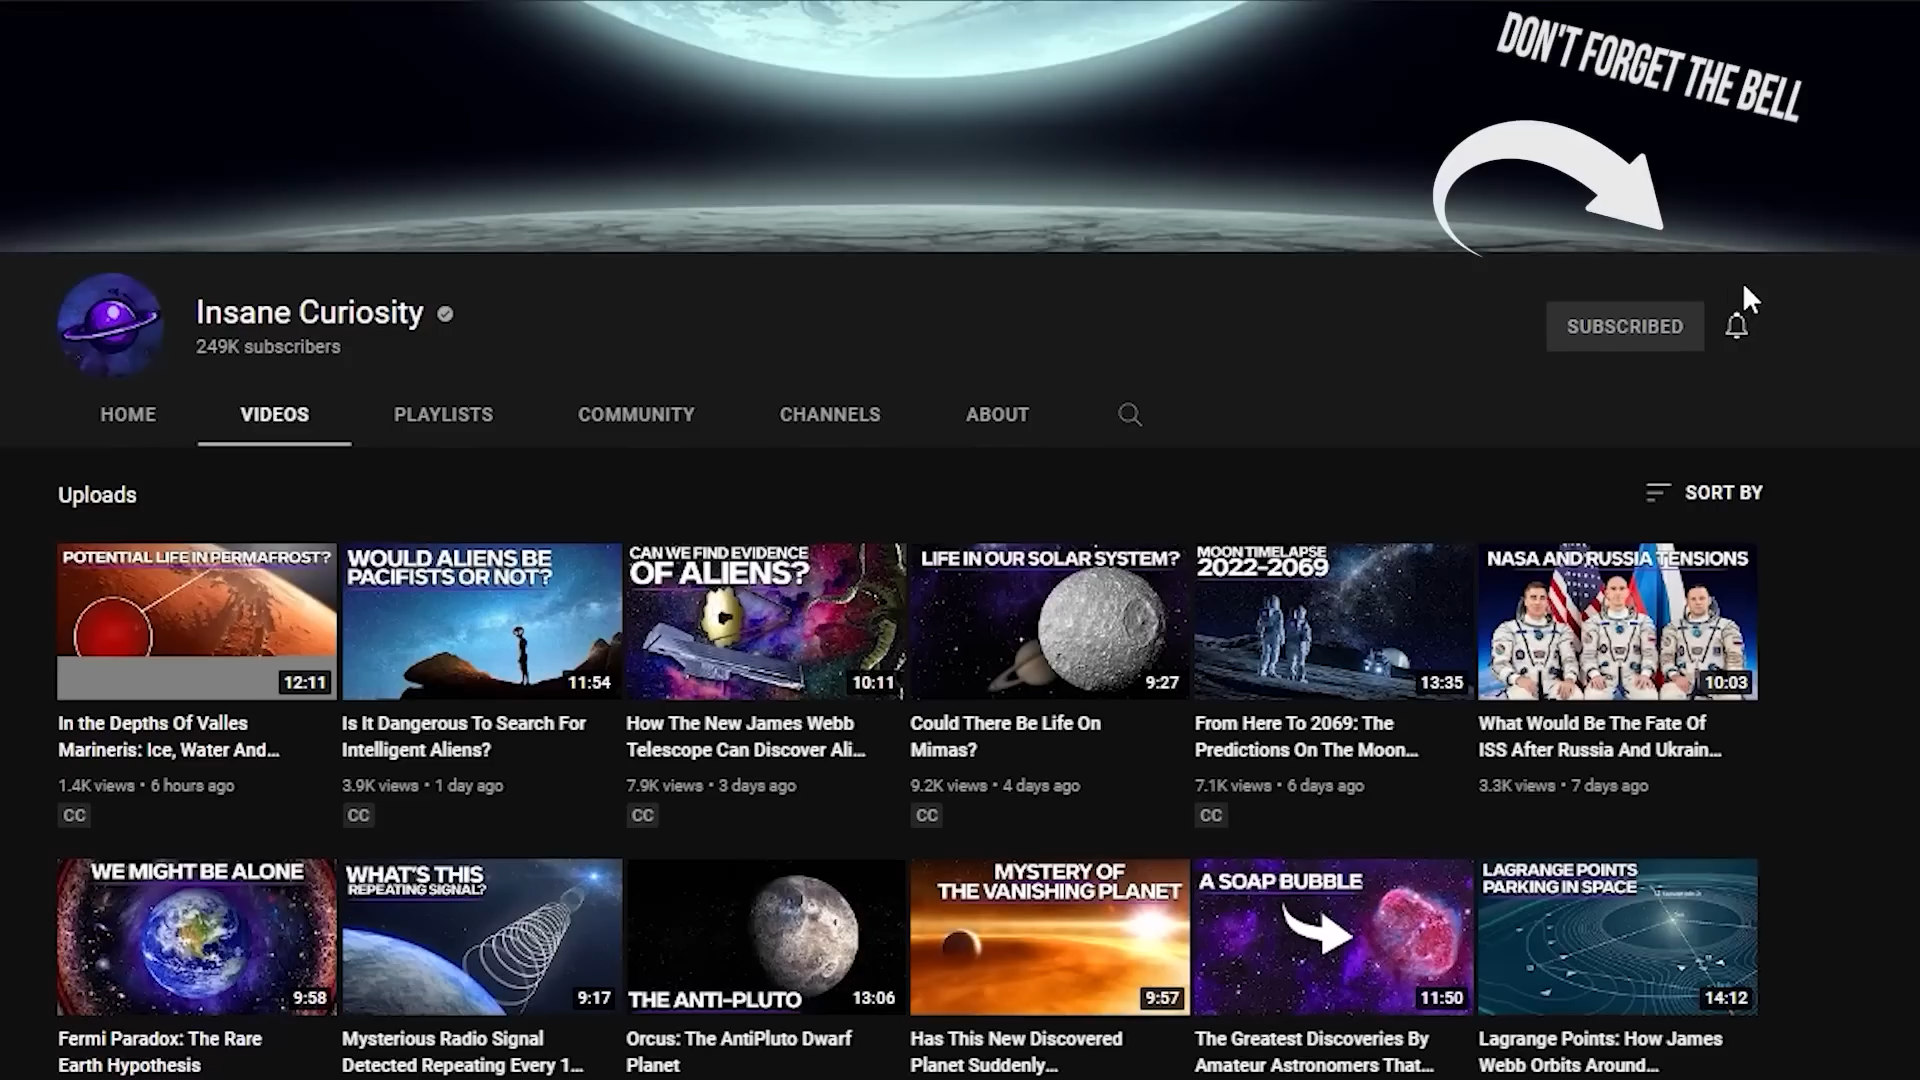 DON'T FORGET THE BELL
Insane Curiosity
249K subscribers
SUBSCRIBED
HOME
VIDEOS
PLAYLISTS
COMMUNITY
CHANNELS
ABOUT
Uploads
SORT BY
POTENTIAL LIFE IN PERMAFROST?
12:11
WOULD ALIENS BE
PACIFISTS OR NOT?
11:54
CAN WE FIND EVIDENCE
OF ALIENS?
10:11
LIFE IN OUR SOLAR SYSTEM?
9:27
MOON TIMELAPSE
2022-2069
13:35
NASA AND RUSSIA TENSIONS
10:03
In the Depths Of Valles
Marineris: Ice, Water And...
1.4K views • 6 hours ago
CC
Is It Dangerous To Search For
Intelligent Aliens?
3.9K views • 1 day ago
CC
How The New James Webb
Telescope Can Discover Ali...
7.9K views • 3 days ago
CC
Could There Be Life On
Mimas?
9.2K views • 4 days ago
CC
From Here To 2069: The
Predictions On The Moon...
7.1K views • 6 days ago
CC
What Would Be The Fate Of
ISS After Russia And Ukrain...
3.3K views • 7 days ago
WE MIGHT BE ALONE
9:58
WHAT'S THIS
REPEATING SIGNAL?
9:17
THE ANTI-PLUTO
13:06
MYSTERY OF
THE VANISHING PLANET
9:57
A SOAP BUBBLE
11:50
LAGRANGE POINTS
PARKING IN SPACE
14:12
Fermi Paradox: The Rare
Earth Hypothesis
Mysterious Radio Signal
Detected Repeating Every 1...
Orcus: The AntiPluto Dwarf
Planet
Has This New Discovered
Planet Suddenly...
The Greatest Discoveries By
Amateur Astronomers That...
Lagrange Points: How James
Webb Orbits Around...